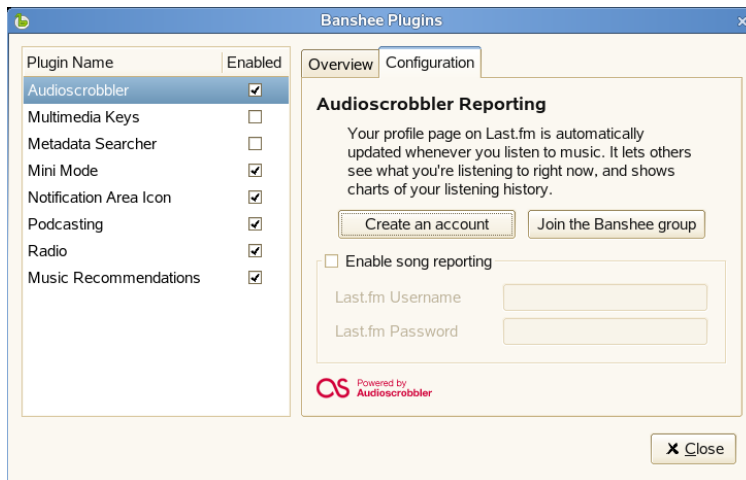 Banshee Plugins
Plugin Name Enabled
Audioscrobbler
Multimedia Keys
Metadata Searcher
Mini Mode
Notification Area Icon
Podcasting
Radio
Music Recommendations
Overview Configuration
Audioscrobbler Reporting
Your profile page on Last.fm is automatically
updated whenever you listen to music. It lets others
see what you're listening to right now, and shows
charts of your listening history.
Create an account Join the Banshee group
Enable song reporting
Last.fm Username
Last.fm Password
Powered by
Audioscrobbler
Close